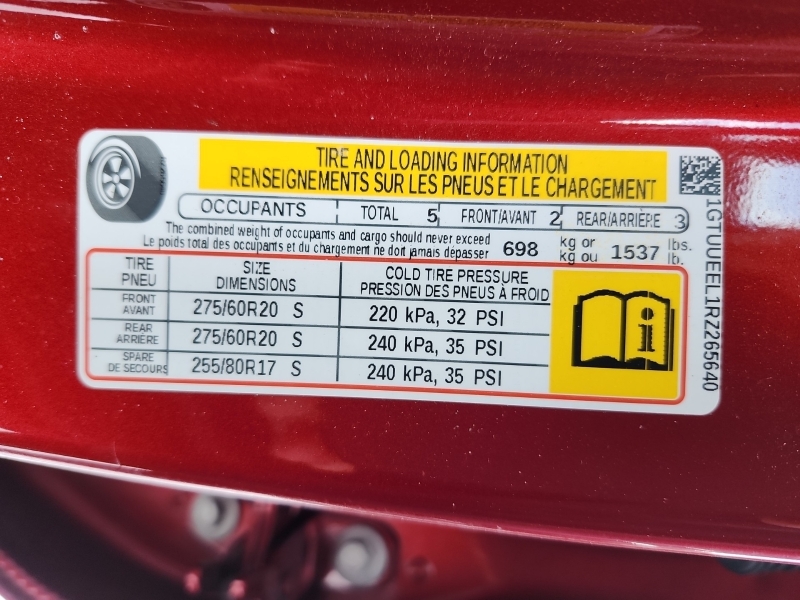 TIRE AND LOADING INFORMATION
RENSEIGNEMENTS SUR LES PNEUS ET LE CHARGEMENT
OCCUPANTS TOTAL 5 FRONT/AVANT 2 REAR/ARRIÈRE 3
The combined weight of occupants and cargo should never exceed
Le poids total des occupants et du chargement ne doit jamais dépasser
698 kg or kg ou 1537 lbs. lb.
TIRE PNEU SIZE DIMENSIONS COLD TIRE PRESSURE PRESSION DES PNEUS À FROID
FRONT AVANT 275/60R20 S 220 kPa, 32 PSI
REAR ARRIÈRE 275/60R20 S 240 kPa, 35 PSI
SPARE DE SECOURS 255/80R17 S 240 kPa, 35 PSI
i
1GTUUEEL1RZ265640